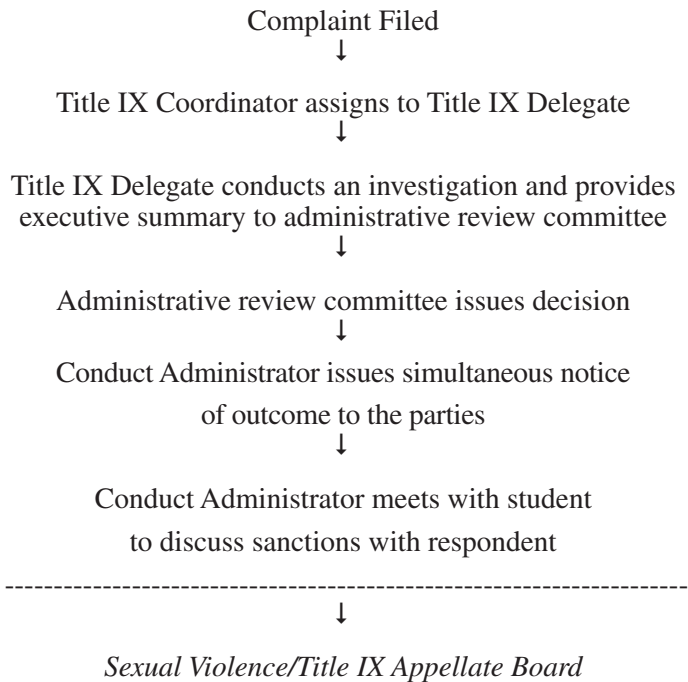 Complaint Filed
↓
Title IX Coordinator assigns to Title IX Delegate
↓
Title IX Delegate conducts an investigation and provides
executive summary to administrative review committee
↓
Administrative review committee issues decision
↓
Conduct Administrator issues simultaneous notice
of outcome to the parties
↓
Conduct Administrator meets with student
to discuss sanctions with respondent
----------------------------------------------------------------------
↓
Sexual Violence/Title IX Appellate Board